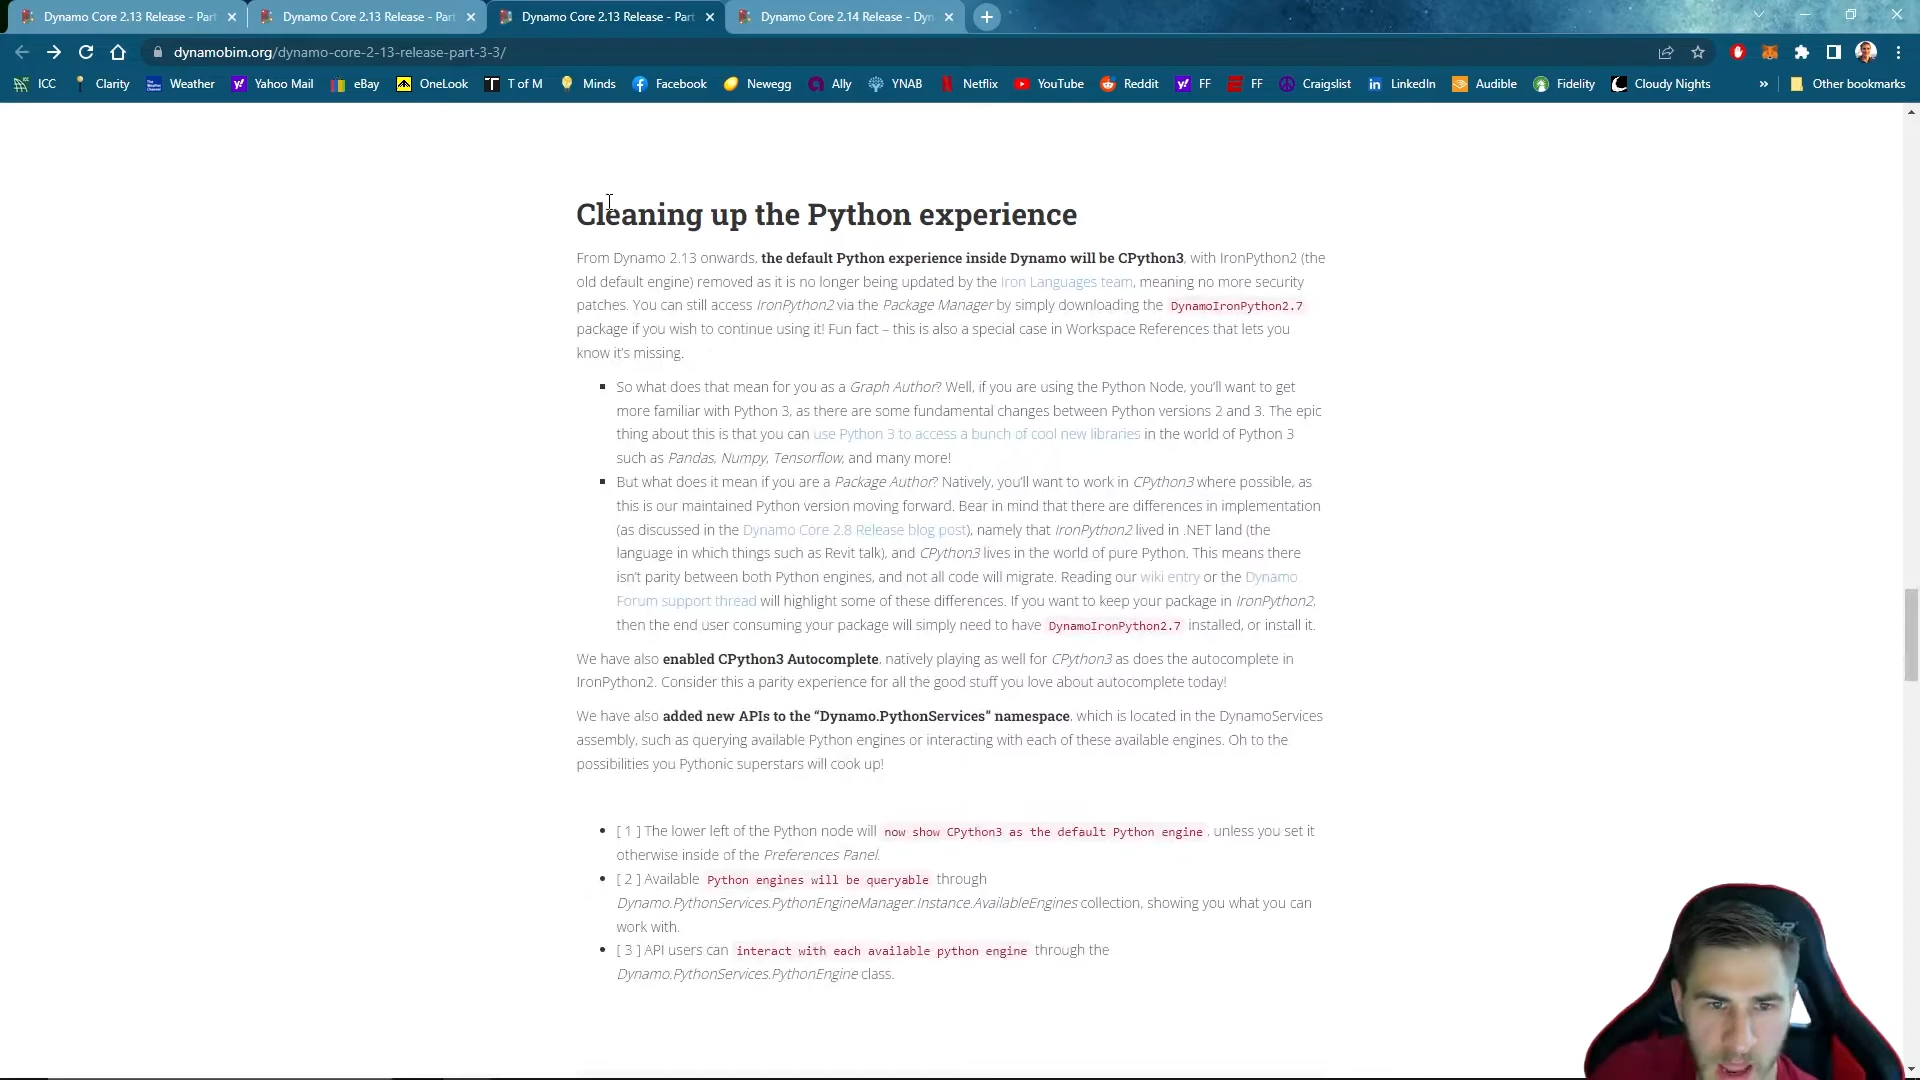 Dynamo Core 2.13 Release - Part
Dynamo Core 2.13 Release - Part
Dynamo Core 2.13 Release - Part
Dynamo Core 2.14 Release - Dyn
dynamobim.org/dynamo-core-2-13-release-part-3-3/
ICC Clarity Weather Yahoo Mail eBay OneLook T of M Minds Facebook Newegg Ally YNAB Netflix YouTube Reddit FF FF Craigslist LinkedIn Audible Fidelity Cloudy Nights » Other bookmarks
Cleaning up the Python experience
From Dynamo 2.13 onwards, the default Python experience inside Dynamo will be CPython3, with IronPython2 (the
old default engine) removed as it is no longer being updated by the Iron Languages team, meaning no more security
patches. You can still access IronPython2 via the Package Manager by simply downloading the DynamoIronPython2.7
package if you wish to continue using it! Fun fact – this is also a special case in Workspace References that lets you
know it's missing.
▪ So what does that mean for you as a Graph Author? Well, if you are using the Python Node, you'll want to get
more familiar with Python 3, as there are some fundamental changes between Python versions 2 and 3. The epic
thing about this is that you can use Python 3 to access a bunch of cool new libraries in the world of Python 3
such as Pandas, Numpy, Tensorflow, and many more!
▪ But what does it mean if you are a Package Author? Natively, you'll want to work in CPython3 where possible, as
this is our maintained Python version moving forward. Bear in mind that there are differences in implementation
(as discussed in the Dynamo Core 2.8 Release blog post), namely that IronPython2 lived in .NET land (the
language in which things such as Revit talk), and CPython3 lives in the world of pure Python. This means there
isn't parity between both Python engines, and not all code will migrate. Reading our wiki entry or the Dynamo
Forum support thread will highlight some of these differences. If you want to keep your package in IronPython2,
then the end user consuming your package will simply need to have DynamoIronPython2.7 installed, or install it.
We have also enabled CPython3 Autocomplete, natively playing as well for CPython3 as does the autocomplete in
IronPython2. Consider this a parity experience for all the good stuff you love about autocomplete today!
We have also added new APIs to the “Dynamo.PythonServices” namespace, which is located in the DynamoServices
assembly, such as querying available Python engines or interacting with each of these available engines. Oh to the
possibilities you Pythonic superstars will cook up!
• [ 1 ] The lower left of the Python node will now show CPython3 as the default Python engine, unless you set it
otherwise inside of the Preferences Panel.
• [ 2 ] Available Python engines will be queryable through
Dynamo.PythonServices.PythonEngineManager.Instance.AvailableEngines collection, showing you what you can
work with.
• [ 3 ] API users can interact with each available python engine through the
Dynamo.PythonServices.PythonEngine class.